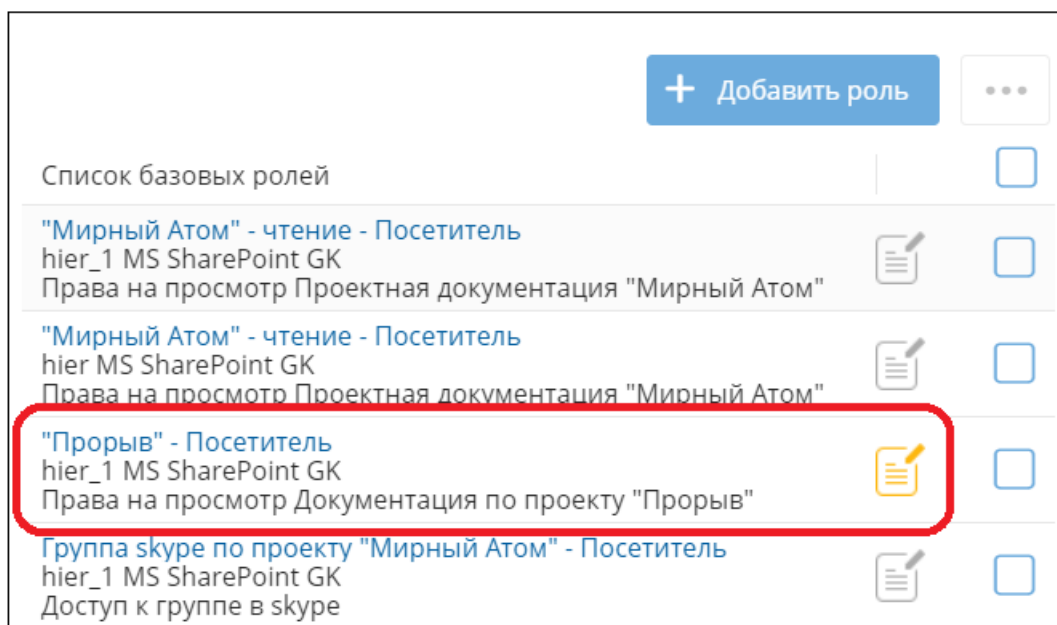 + Добавить роль •••
Список базовых ролей
"Мирный Атом" - чтение - Посетитель
hier_1 MS SharePoint GK
Права на просмотр Проектная документация "Мирный Атом"
"Мирный Атом" - чтение - Посетитель
hier MS SharePoint GK
Права на просмотр Проектная документация "Мирный Атом"
"Прорыв" - Посетитель
hier_1 MS SharePoint GK
Права на просмотр Документация по проекту "Прорыв"
Группа skype по проекту "Мирный Атом" - Посетитель
hier_1 MS SharePoint GK
Доступ к группе в skype